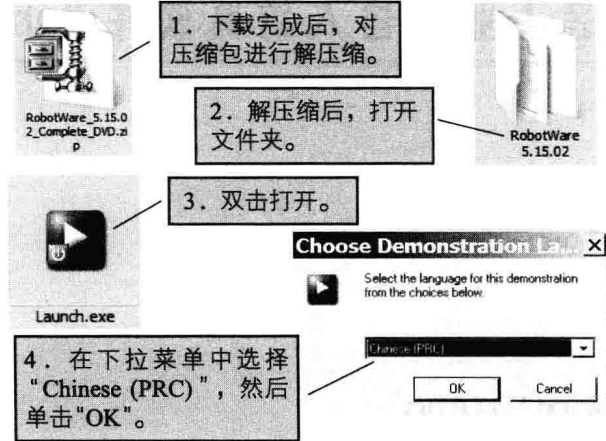 1．下载完成后，对
压缩包进行解压缩。
RobotWare_5.15.0
2_Complete_DVD.zi
p
2．解压缩后，打开
文件夹。
RobotWare
5.15.02
3．双击打开。
Launch.exe
Choose Demonstration La...
Select the language for this demonstration
from the choices below.
Chinese (PRC)
OK Cancel
4．在下拉菜单中选择
“Chinese (PRC)”，然后
单击“OK”。